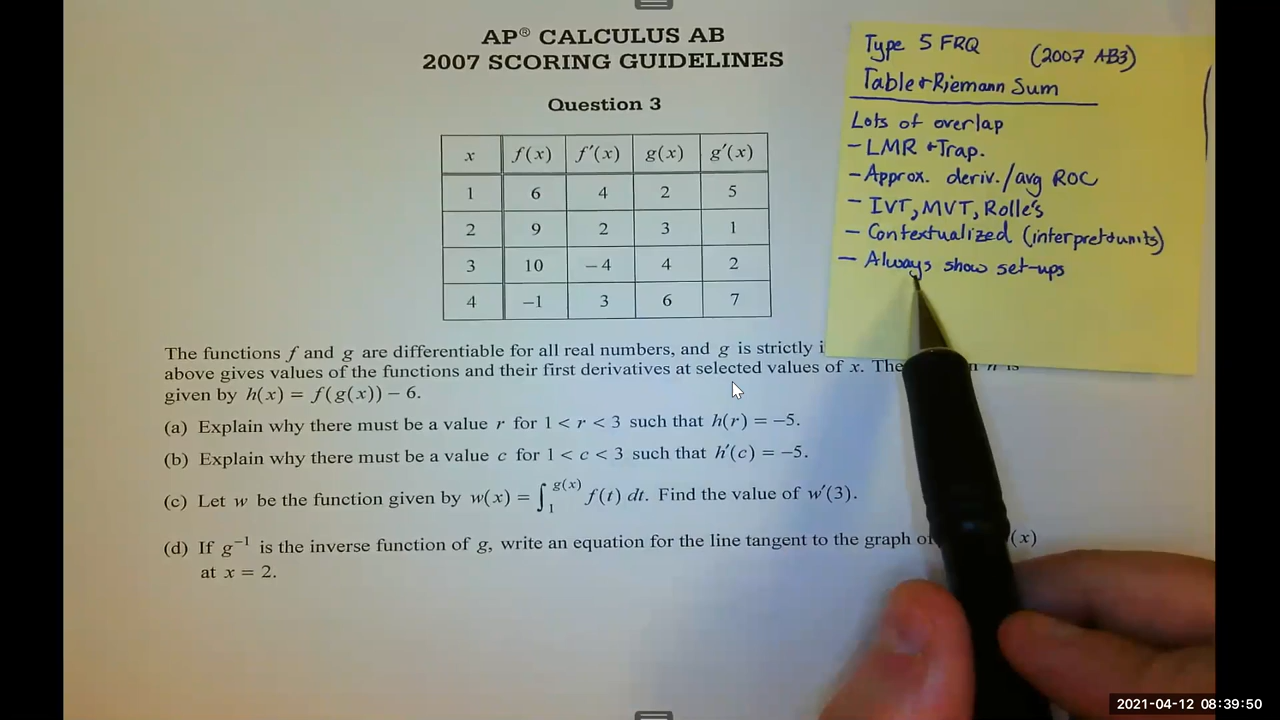 AP® CALCULUS AB
2007 SCORING GUIDELINES
Question 3
x f(x) f′(x) g(x) g′(x)
1 6 4 2 5
2 9 2 3 1
3 10 −4 4 2
4 −1 3 6 7
The functions f and g are differentiable for all real numbers, and g is strictly
above gives values of the functions and their first derivatives at selected values of x. The is
given by h(x) = f(g(x)) − 6.
(a) Explain why there must be a value r for 1 < r < 3 such that h(r) = −5.
(b) Explain why there must be a value c for 1 < c < 3 such that h′(c) = −5.
(c) Let w be the function given by w(x) = ∫₁^g(x) f(t) dt. Find the value of w′(3).
(d) If g⁻¹ is the inverse function of g, write an equation for the line tangent to the graph (x)
at x = 2.
Type 5 FRQ (2007 AB3)
Table + Riemann Sum
Lots of overlap
- LMR + Trap.
- Approx. deriv./avg ROC
- IVT, MVT, Rolle's
- Contextualized (interpret + units)
- Always show set-ups
2021-04-12 08:39:50